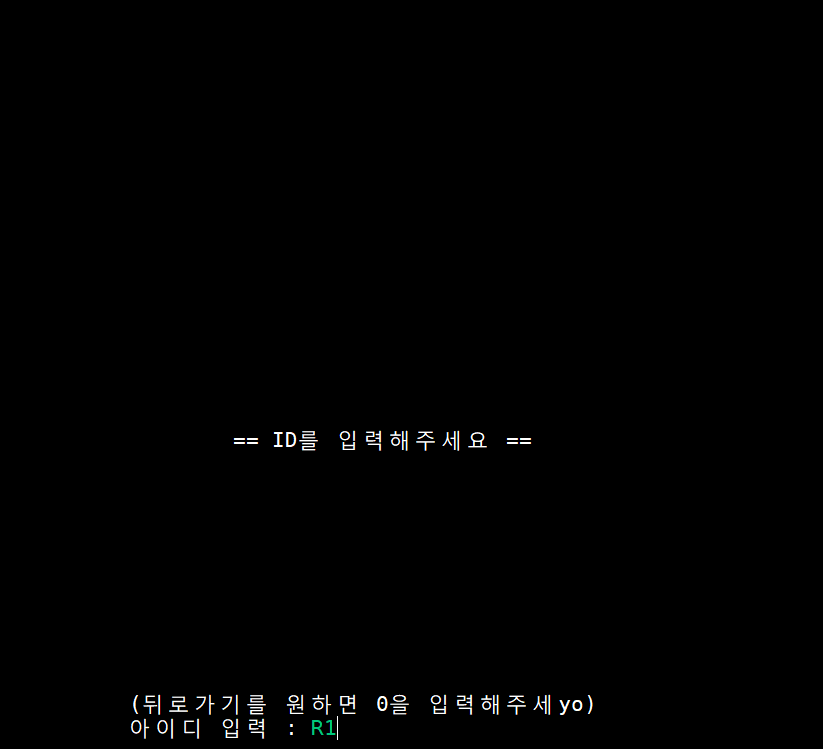 == ID를 입력해주세요 ==
(뒤로가기를 원하면 0을 입력해주세yo)
아이디 입력 : R1